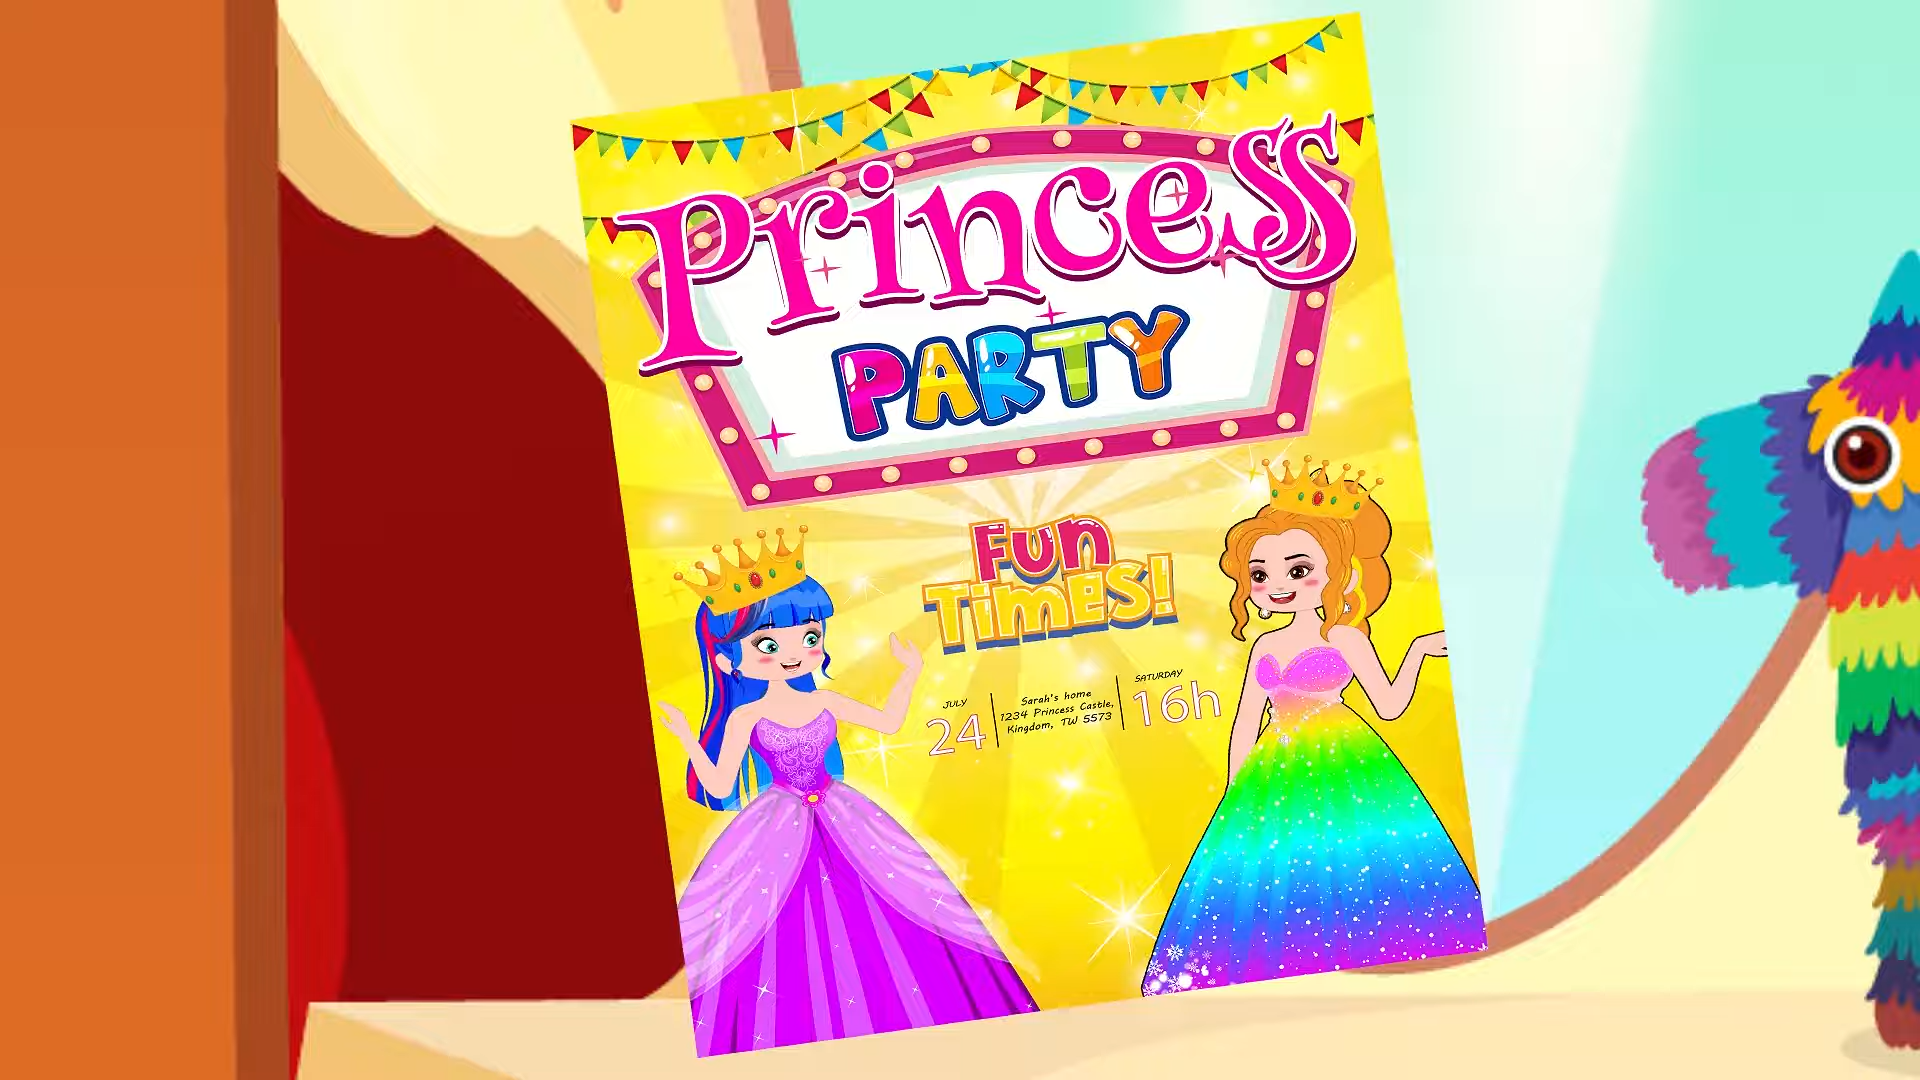 Princess
PARTY
Fun
Times!
JULY
24
Sarah's home
1234 Princess Castle,
Kingdom, TW 5573
SATURDAY
16h